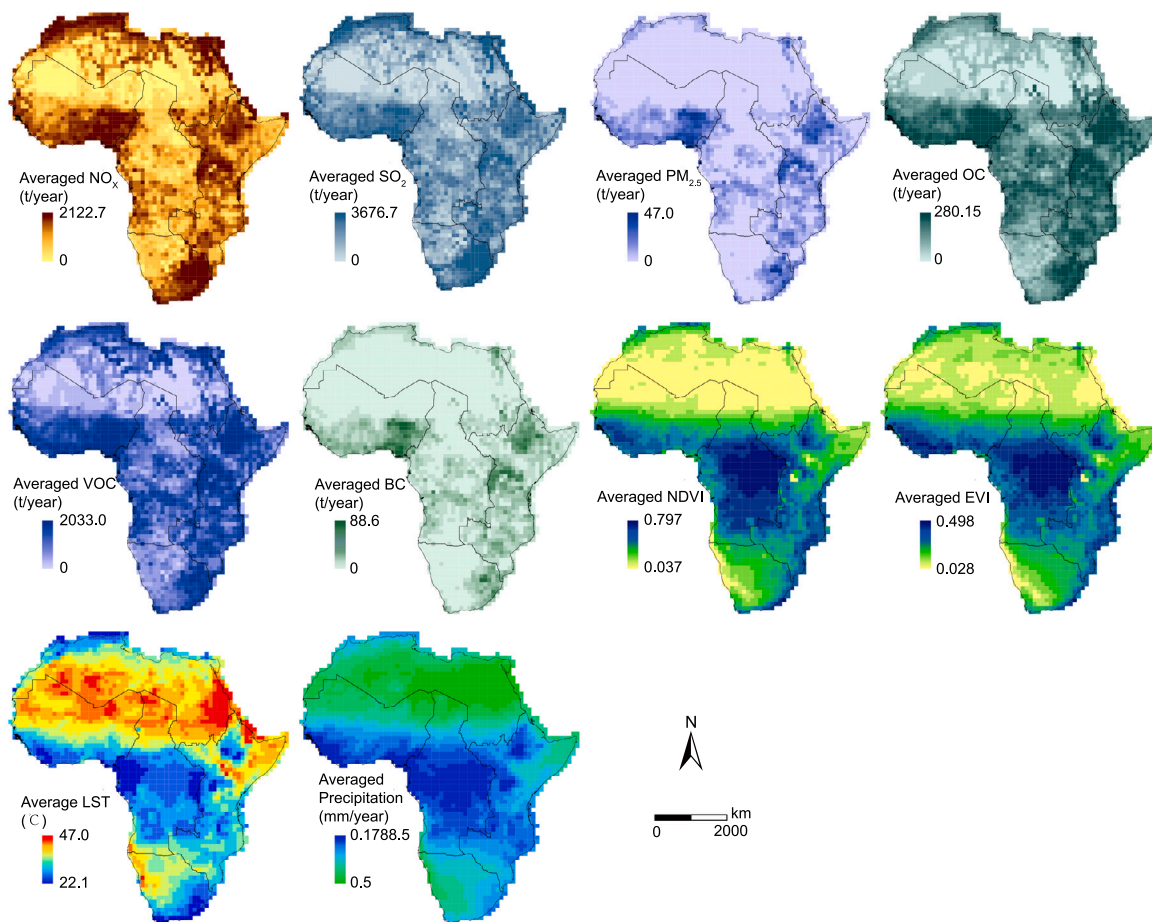 Averaged NOX
(t/year)
2122.7
0
Averaged SO2
(t/year)
3676.7
0
Averaged PM2.5
(t/year)
47.0
0
Averaged OC
(t/year)
280.15
0
Averaged VOC
(t/year)
2033.0
0
Averaged BC
(t/year)
88.6
0
Averaged NDVI
0.797
0.037
Averaged EVI
0.498
0.028
Average LST
(℃)
47.0
22.1
Averaged
Precipitation
(mm/year)
0.1788.5
0.5
N
km
0 2000